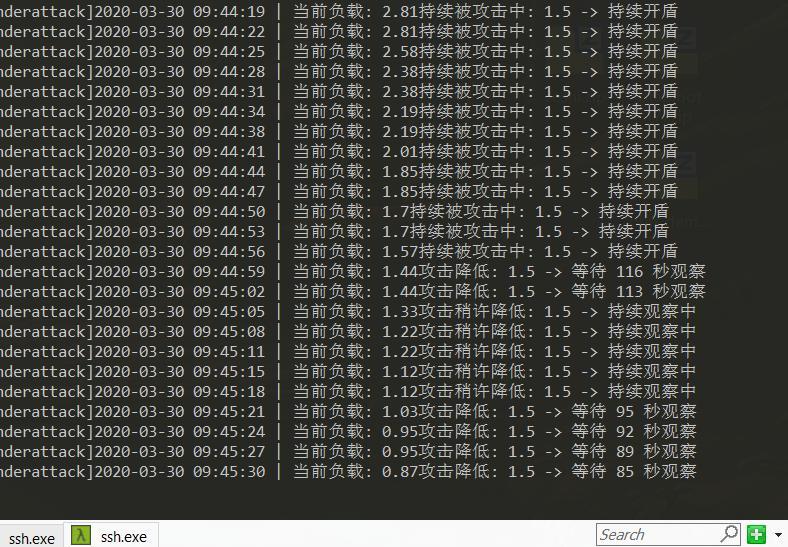 nderattack]2020-03-30 09:44:19 | 当前负载: 2.81持续被攻击中: 1.5 -> 持续开盾
nderattack]2020-03-30 09:44:22 | 当前负载: 2.81持续被攻击中: 1.5 -> 持续开盾
nderattack]2020-03-30 09:44:25 | 当前负载: 2.58持续被攻击中: 1.5 -> 持续开盾
nderattack]2020-03-30 09:44:28 | 当前负载: 2.38持续被攻击中: 1.5 -> 持续开盾
nderattack]2020-03-30 09:44:31 | 当前负载: 2.38持续被攻击中: 1.5 -> 持续开盾
nderattack]2020-03-30 09:44:34 | 当前负载: 2.19持续被攻击中: 1.5 -> 持续开盾
nderattack]2020-03-30 09:44:38 | 当前负载: 2.19持续被攻击中: 1.5 -> 持续开盾
nderattack]2020-03-30 09:44:41 | 当前负载: 2.01持续被攻击中: 1.5 -> 持续开盾
nderattack]2020-03-30 09:44:44 | 当前负载: 1.85持续被攻击中: 1.5 -> 持续开盾
nderattack]2020-03-30 09:44:47 | 当前负载: 1.85持续被攻击中: 1.5 -> 持续开盾
nderattack]2020-03-30 09:44:50 | 当前负载: 1.7持续被攻击中: 1.5 -> 持续开盾
nderattack]2020-03-30 09:44:53 | 当前负载: 1.7持续被攻击中: 1.5 -> 持续开盾
nderattack]2020-03-30 09:44:56 | 当前负载: 1.57持续被攻击中: 1.5 -> 持续开盾
nderattack]2020-03-30 09:44:59 | 当前负载: 1.44攻击降低: 1.5 -> 等待 116 秒观察
nderattack]2020-03-30 09:45:02 | 当前负载: 1.44攻击降低: 1.5 -> 等待 113 秒观察
nderattack]2020-03-30 09:45:05 | 当前负载: 1.33攻击稍许降低: 1.5 -> 持续观察中
nderattack]2020-03-30 09:45:08 | 当前负载: 1.22攻击稍许降低: 1.5 -> 持续观察中
nderattack]2020-03-30 09:45:11 | 当前负载: 1.22攻击稍许降低: 1.5 -> 持续观察中
nderattack]2020-03-30 09:45:15 | 当前负载: 1.12攻击稍许降低: 1.5 -> 持续观察中
nderattack]2020-03-30 09:45:18 | 当前负载: 1.12攻击稍许降低: 1.5 -> 持续观察中
nderattack]2020-03-30 09:45:21 | 当前负载: 1.03攻击降低: 1.5 -> 等待 95 秒观察
nderattack]2020-03-30 09:45:24 | 当前负载: 0.95攻击降低: 1.5 -> 等待 92 秒观察
nderattack]2020-03-30 09:45:27 | 当前负载: 0.95攻击降低: 1.5 -> 等待 89 秒观察
nderattack]2020-03-30 09:45:30 | 当前负载: 0.87攻击降低: 1.5 -> 等待 85 秒观察
ssh.exe λ ssh.exe Search